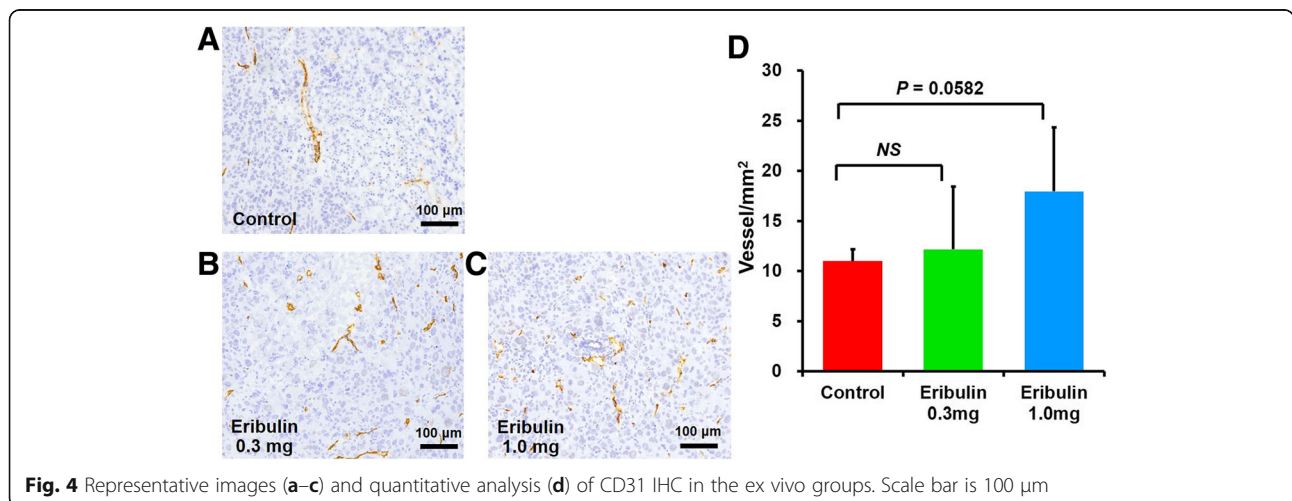 A
Control
100 μm
B
Eribulin
0.3 mg
100 μm
C
Eribulin
1.0 mg
100 μm
D
Vessel/mm²
30
25
20
15
10
5
0
P = 0.0582
NS
Control
Eribulin
0.3mg
Eribulin
1.0mg
Fig. 4 Representative images (a–c) and quantitative analysis (d) of CD31 IHC in the ex vivo groups. Scale bar is 100 μm